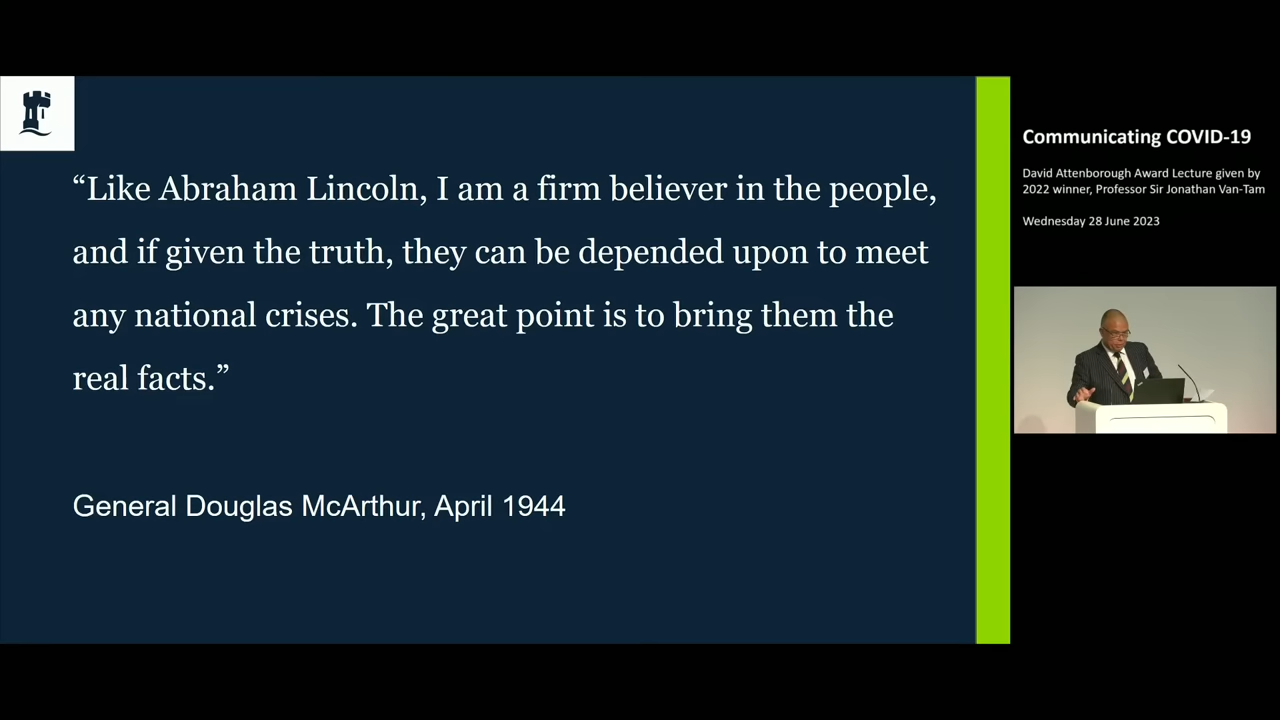 “Like Abraham Lincoln, I am a firm believer in the people,
and if given the truth, they can be depended upon to meet
any national crises. The great point is to bring them the
real facts.”
General Douglas McArthur, April 1944
Communicating COVID-19
David Attenborough Award Lecture given by
2022 winner, Professor Sir Jonathan Van-Tam
Wednesday 28 June 2023